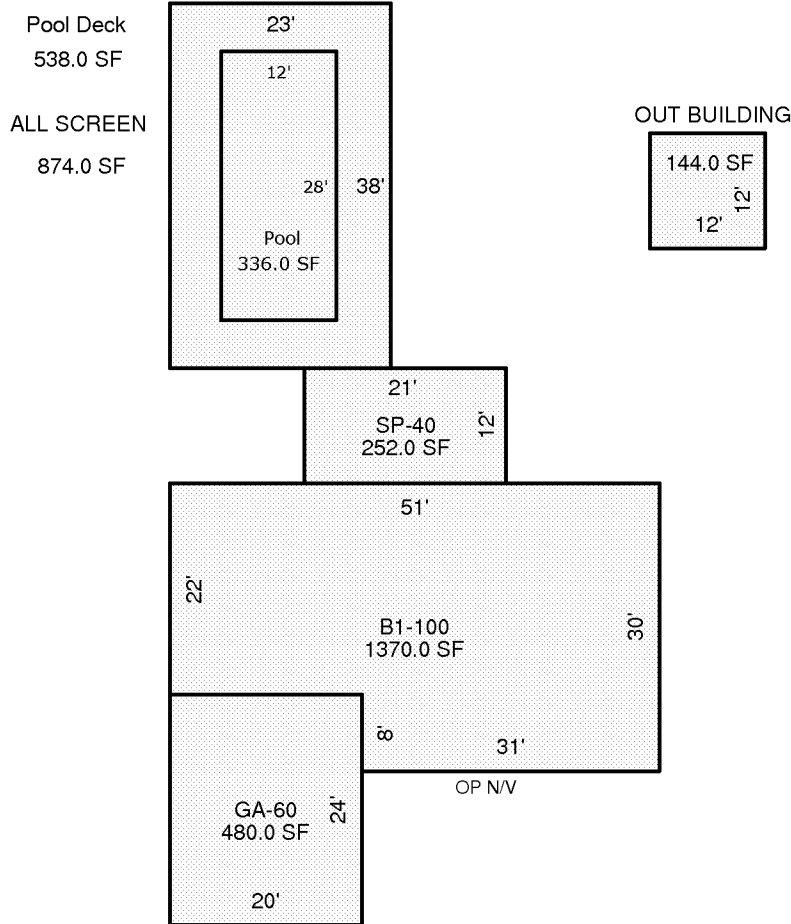 Pool Deck
538.0 SF
ALL SCREEN
874.0 SF
23'
12'
28'
38'
Pool
336.0 SF
OUT BUILDING
144.0 SF
12'
12'
21'
SP-40
252.0 SF
12'
51'
22'
B1-100
1370.0 SF
30'
8'
31'
OP N/V
GA-60
480.0 SF
24'
20'